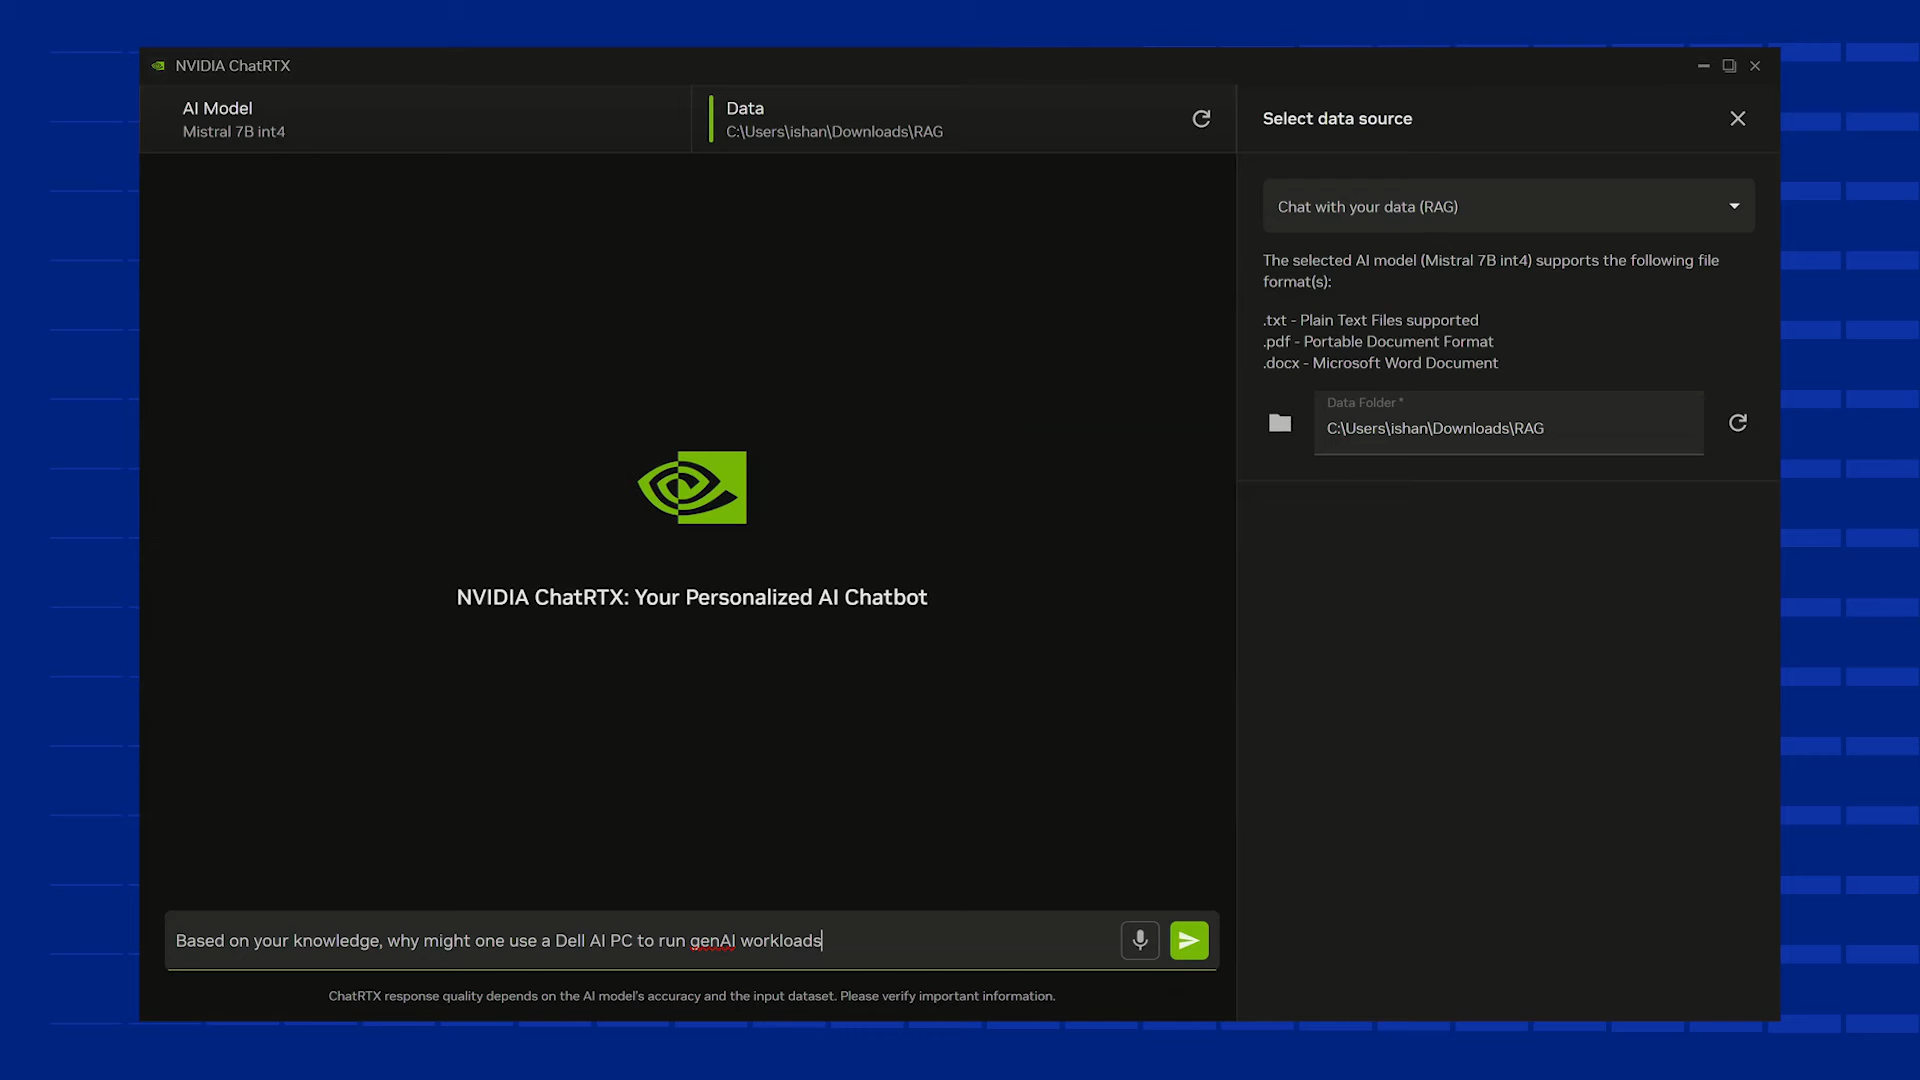 NVIDIA ChatRTX
AI Model
Mistral 7B int4
Data
C:\Users\ishan\Downloads\RAG
Select data source
Chat with your data (RAG)
The selected AI model (Mistral 7B int4) supports the following file
format(s):
.txt - Plain Text Files supported
.pdf - Portable Document Format
.docx - Microsoft Word Document
Data Folder *
C:\Users\ishan\Downloads\RAG
NVIDIA ChatRTX: Your Personalized AI Chatbot
Based on your knowledge, why might one use a Dell AI PC to run genAI workloads
ChatRTX response quality depends on the AI model's accuracy and the input dataset. Please verify important information.